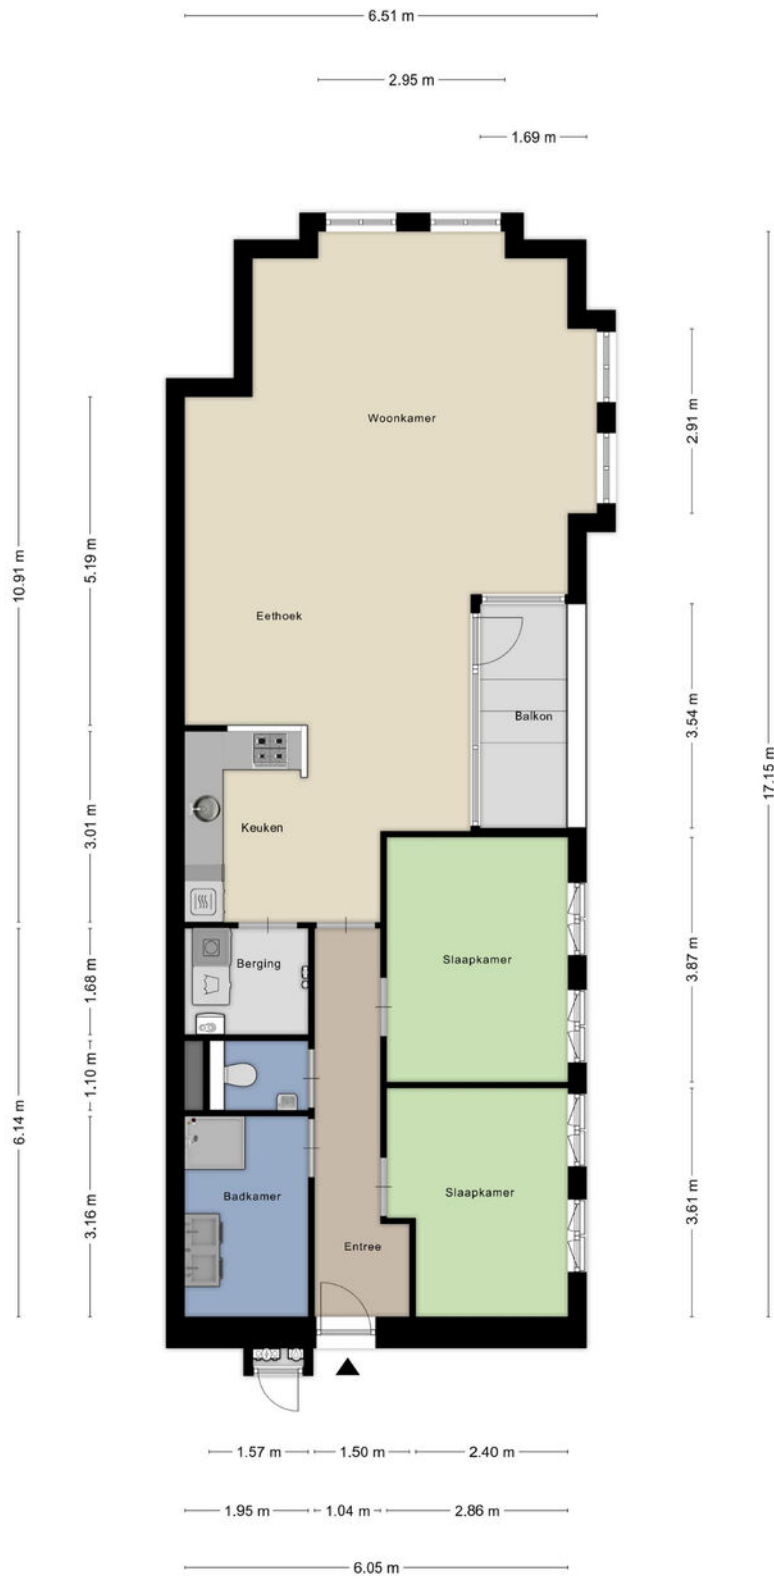 6.51 m
2.95 m
1.69 m
Woonkamer
2.91 m
5.19 m
10.91 m
Eethoek
Balkon
3.54 m
17.15 m
Keuken
3.01 m
Berging
Slaapkamer
3.87 m
1.68 m
1.10 m
6.14 m
Badkamer
Slaapkamer
3.16 m
3.61 m
Entree
1.57 m
1.50 m
2.40 m
1.95 m
1.04 m
2.86 m
6.05 m